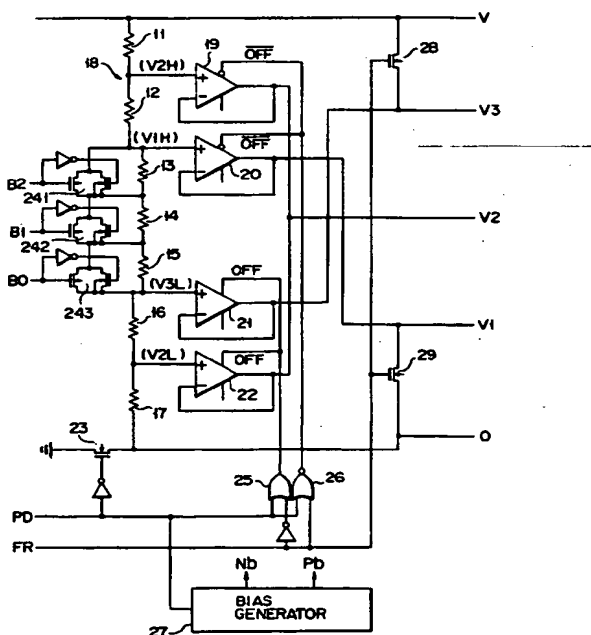 11
V
19
OFF
28
18
(V2H)
+
-
12
V3
(V1H)
OFF
13
+
-
20
B2
241
14
V2
B1
242
15
B0
OFF
243
(V3L)
+
-
21
V1
16
29
(V2L)
OFF
+
-
22
17
23
0
25
26
PD
FR
Nb
Pb
BIAS
GENERATOR
27